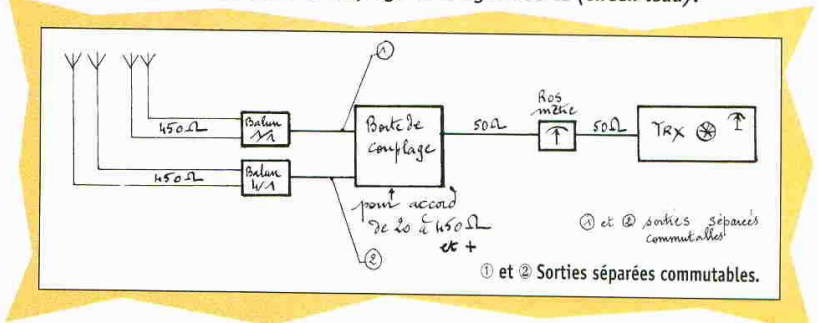 ①
450Ω
Balun
1/1
Boîte de
couplage
50Ω
Ros
mètre
50Ω
TRX
450Ω
Balun
4/1
pour accord
de 20 à 450Ω
et +
②
① et ② sorties séparées
commutables
① et ② Sorties séparées commutables.